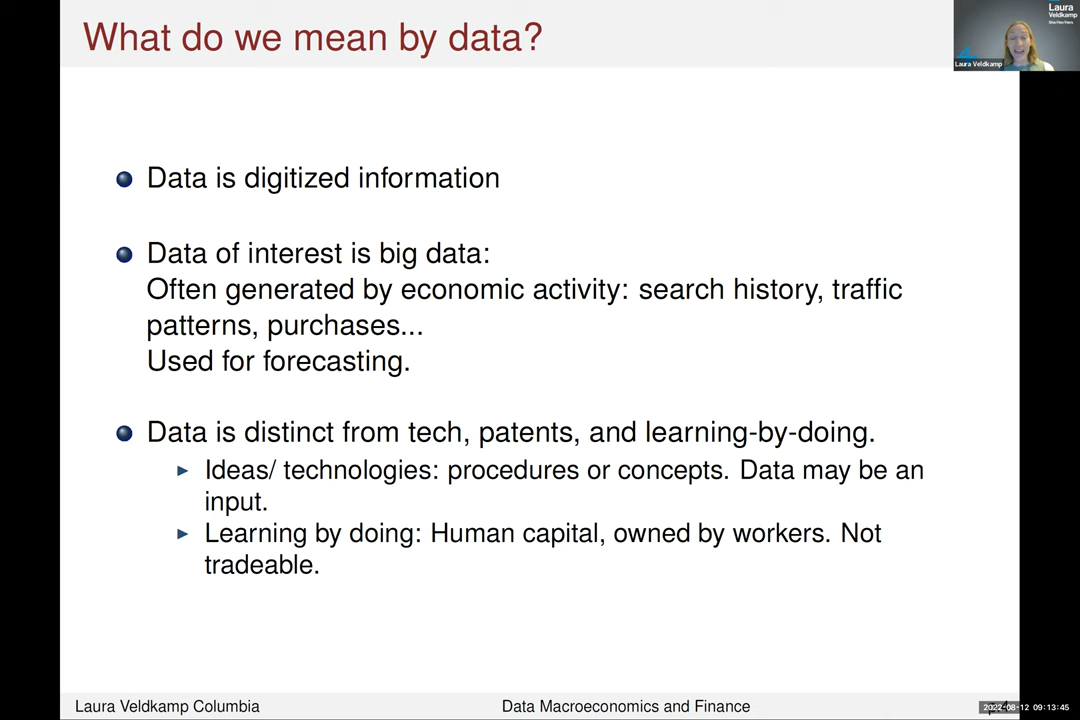 What do we mean by data?
Laura
Veldkamp
She/Her/Hers
Laura Veldkamp
Data is digitized information
Data of interest is big data:
Often generated by economic activity: search history, traffic
patterns, purchases...
Used for forecasting.
Data is distinct from tech, patents, and learning-by-doing.
Ideas/ technologies: procedures or concepts. Data may be an
input.
Learning by doing: Human capital, owned by workers. Not
tradeable.
Laura Veldkamp Columbia
Data Macroeconomics and Finance
2022-08-12 09:13:45